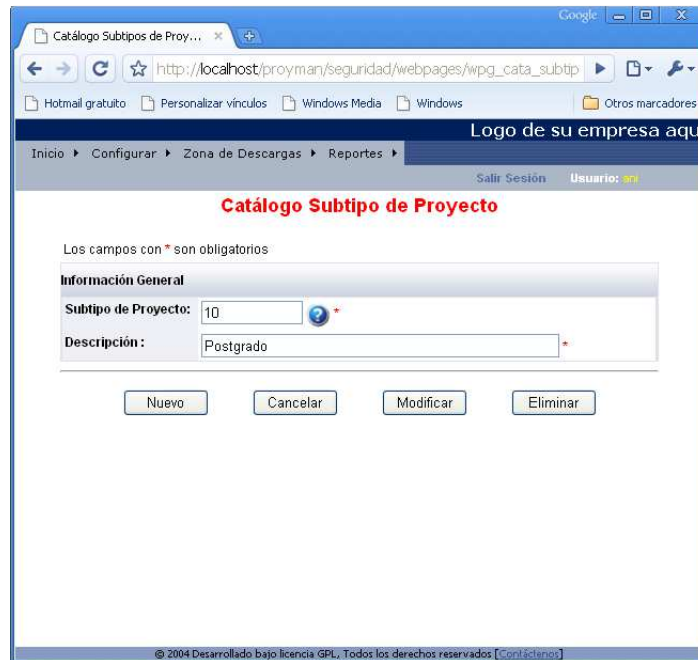 Google
Catálogo Subtipos de Proy...
http://localhost/proyman/seguridad/webpages/wpg_cata_subtip
Hotmail gratuito Personalizar vínculos Windows Media Windows Otros marcadores
Logo de su empresa aqu
Inicio Configurar Zona de Descargas Reportes
Salir Sesión Usuario: ani
Catálogo Subtipo de Proyecto
Los campos con * son obligatorios
Información General
Subtipo de Proyecto: 10 ? *
Descripción : Postgrado *
Nuevo Cancelar Modificar Eliminar
© 2004 Desarrollado bajo licencia GPL, Todos los derechos reservados [Contáctenos]